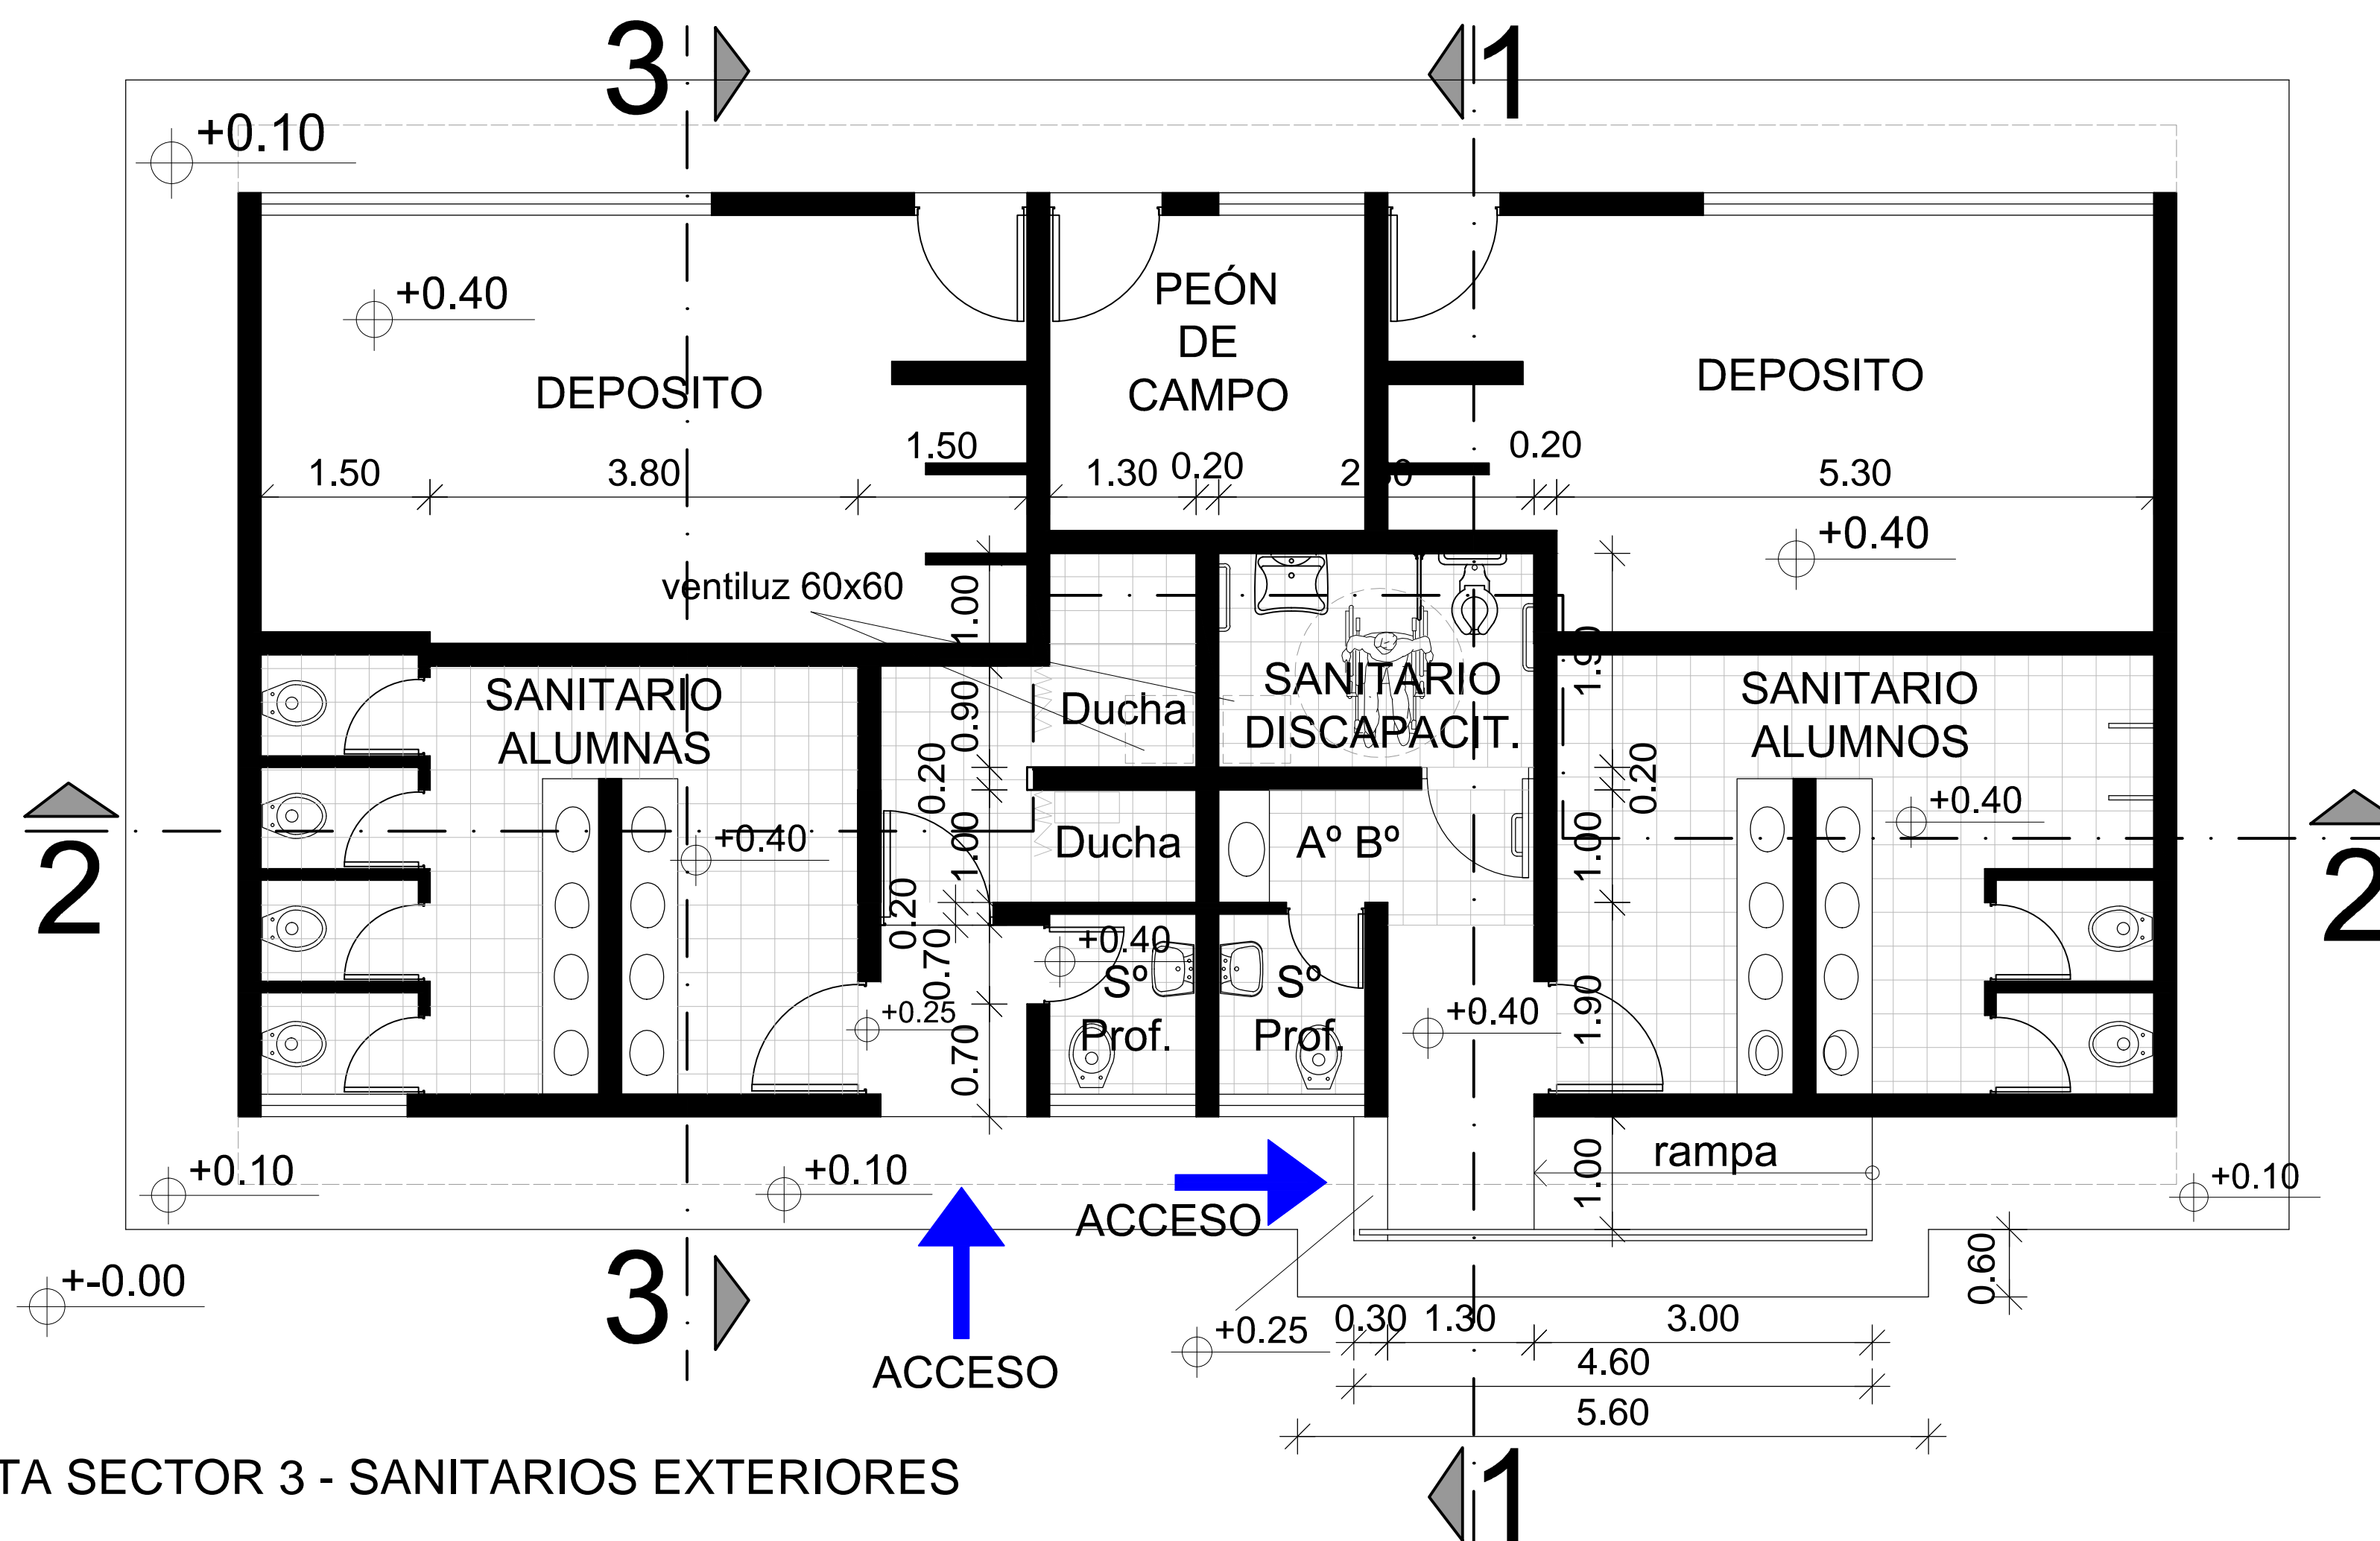 3
1
+0.10
+0.40
PEÓN
DE
CAMPO
DEPOSITO
DEPOSITO
1.50
3.80
1.50
1.30
0.20
0.20
5.30
+0.40
ventiluz 60x60
1.00
1.90
SANITARIO
ALUMNAS
0.90
Ducha
SANITARIO
DISCAPACIT.
SANITARIO
ALUMNOS
0.20
0.20
+0.40
2
+0.40
1.00
Ducha
Aº Bº
1.00
2
0.20
0.70
+0.40
Sº
Prof.
Sº
Prof.
+0.25
+0.40
1.90
0.70
+0.10
+0.10
ACCESO
1.00
rampa
+0.10
+-0.00
3
ACCESO
+0.25
0.30
1.30
3.00
0.60
4.60
5.60
TA SECTOR 3 - SANITARIOS EXTERIORES
1